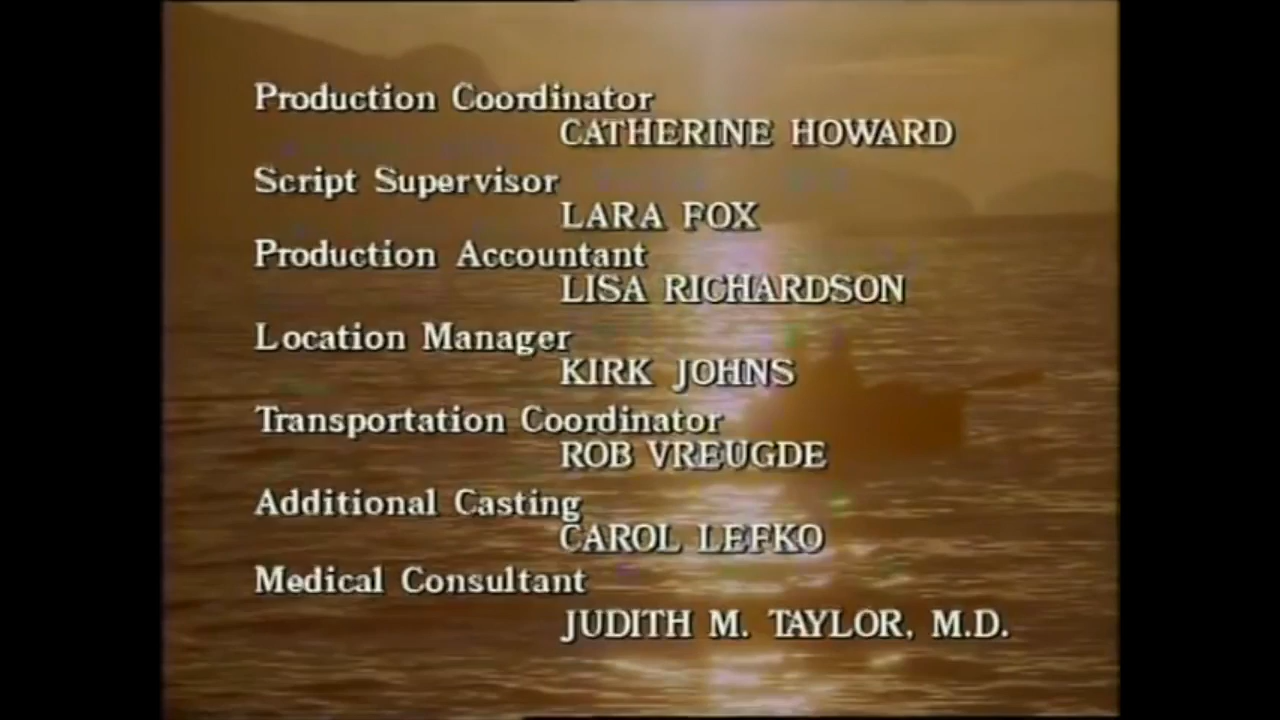 Production Coordinator
CATHERINE HOWARD
Script Supervisor
LARA FOX
Production Accountant
LISA RICHARDSON
Location Manager
KIRK JOHNS
Transportation Coordinator
ROB VREUGDE
Additional Casting
CAROL LEFKO
Medical Consultant
JUDITH M. TAYLOR, M.D.